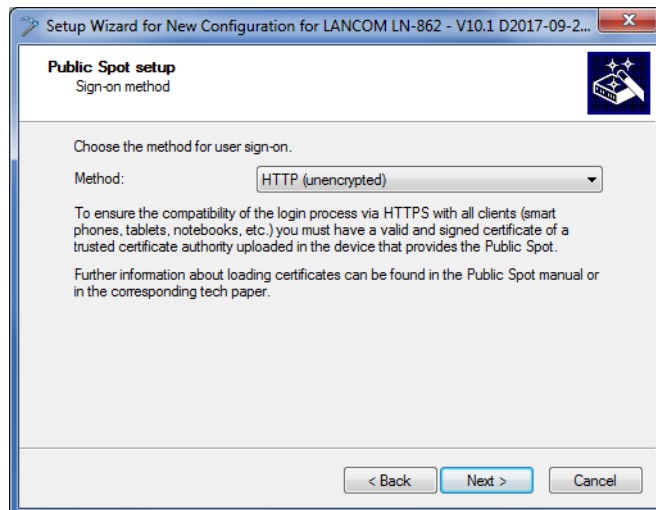 Setup Wizard for New Configuration for LANCOM LN-862 - V10.1 D2017-09-2...
Public Spot setup
Sign-on method
Choose the method for user sign-on.
Method:
HTTP (unencrypted)
To ensure the compatibility of the login process via HTTPS with all clients (smart
phones, tablets, notebooks, etc.) you must have a valid and signed certificate of a
trusted certificate authority uploaded in the device that provides the Public Spot.
Further information about loading certificates can be found in the Public Spot manual or
in the corresponding tech paper.
< Back
Next >
Cancel